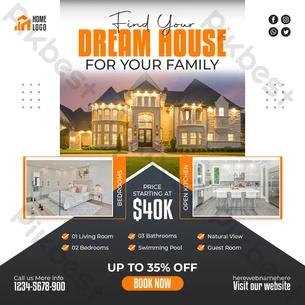 HOME
LOGO
Find Your
DREAM HOUSE
FOR YOUR FAMILY
BEDROOMS
PRICE
STARTING AT
$40K
OPEN KITCHEN
01 Living Room
03 Bathrooms
Natural View
02 Bedrooms
Swimming Pool
Guest Room
UP TO 35% OFF
Call Us More Info
1234-5678-900
BOOK NOW
herewebnamehere
Visit our website
Pikbest